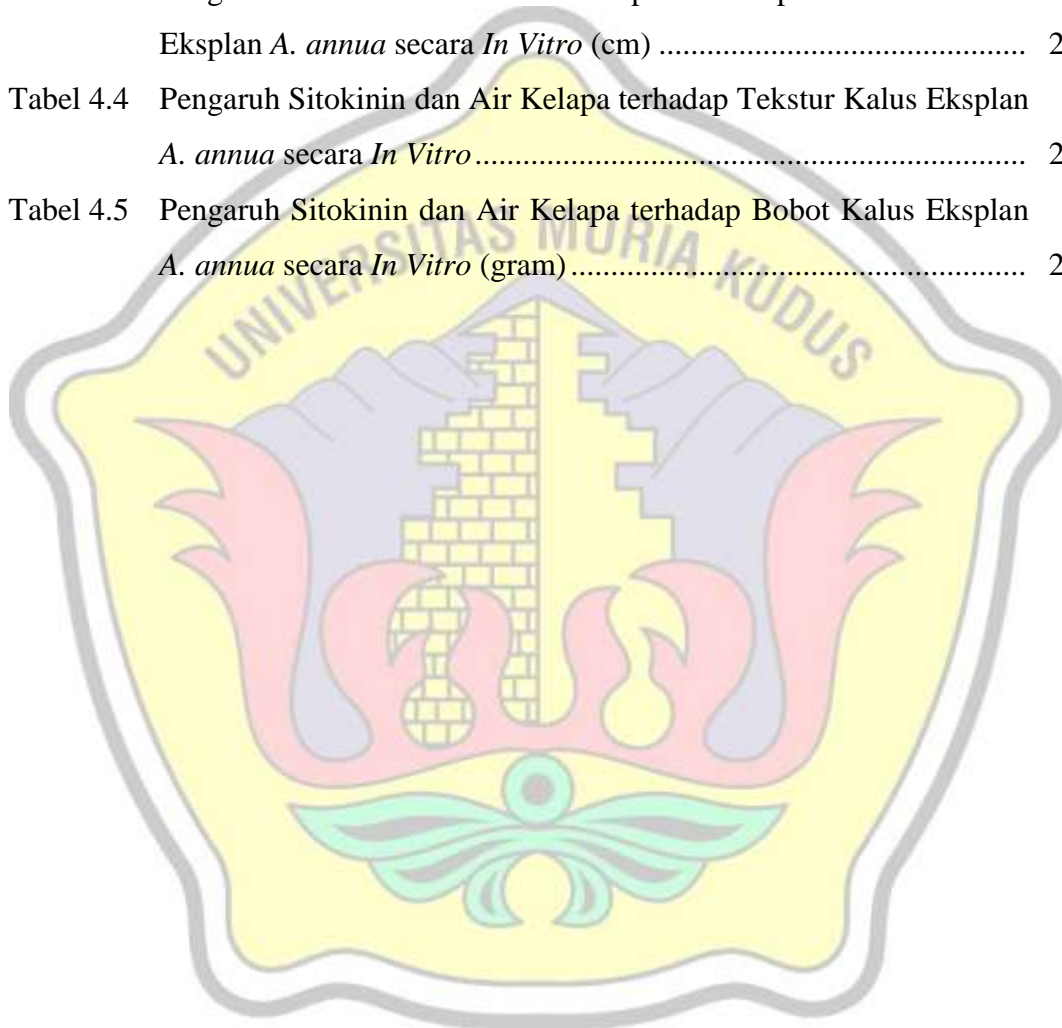 Eksplan A. annua secara In Vitro (cm) .......................................... 2
Tabel 4.4 Pengaruh Sitokinin dan Air Kelapa terhadap Tekstur Kalus Eksplan
A. annua secara In Vitro ............................................................... 2
Tabel 4.5 Pengaruh Sitokinin dan Air Kelapa terhadap Bobot Kalus Eksplan
A. annua secara In Vitro (gram) .................................................... 2
UNIVERSITAS MURIA KUDUS